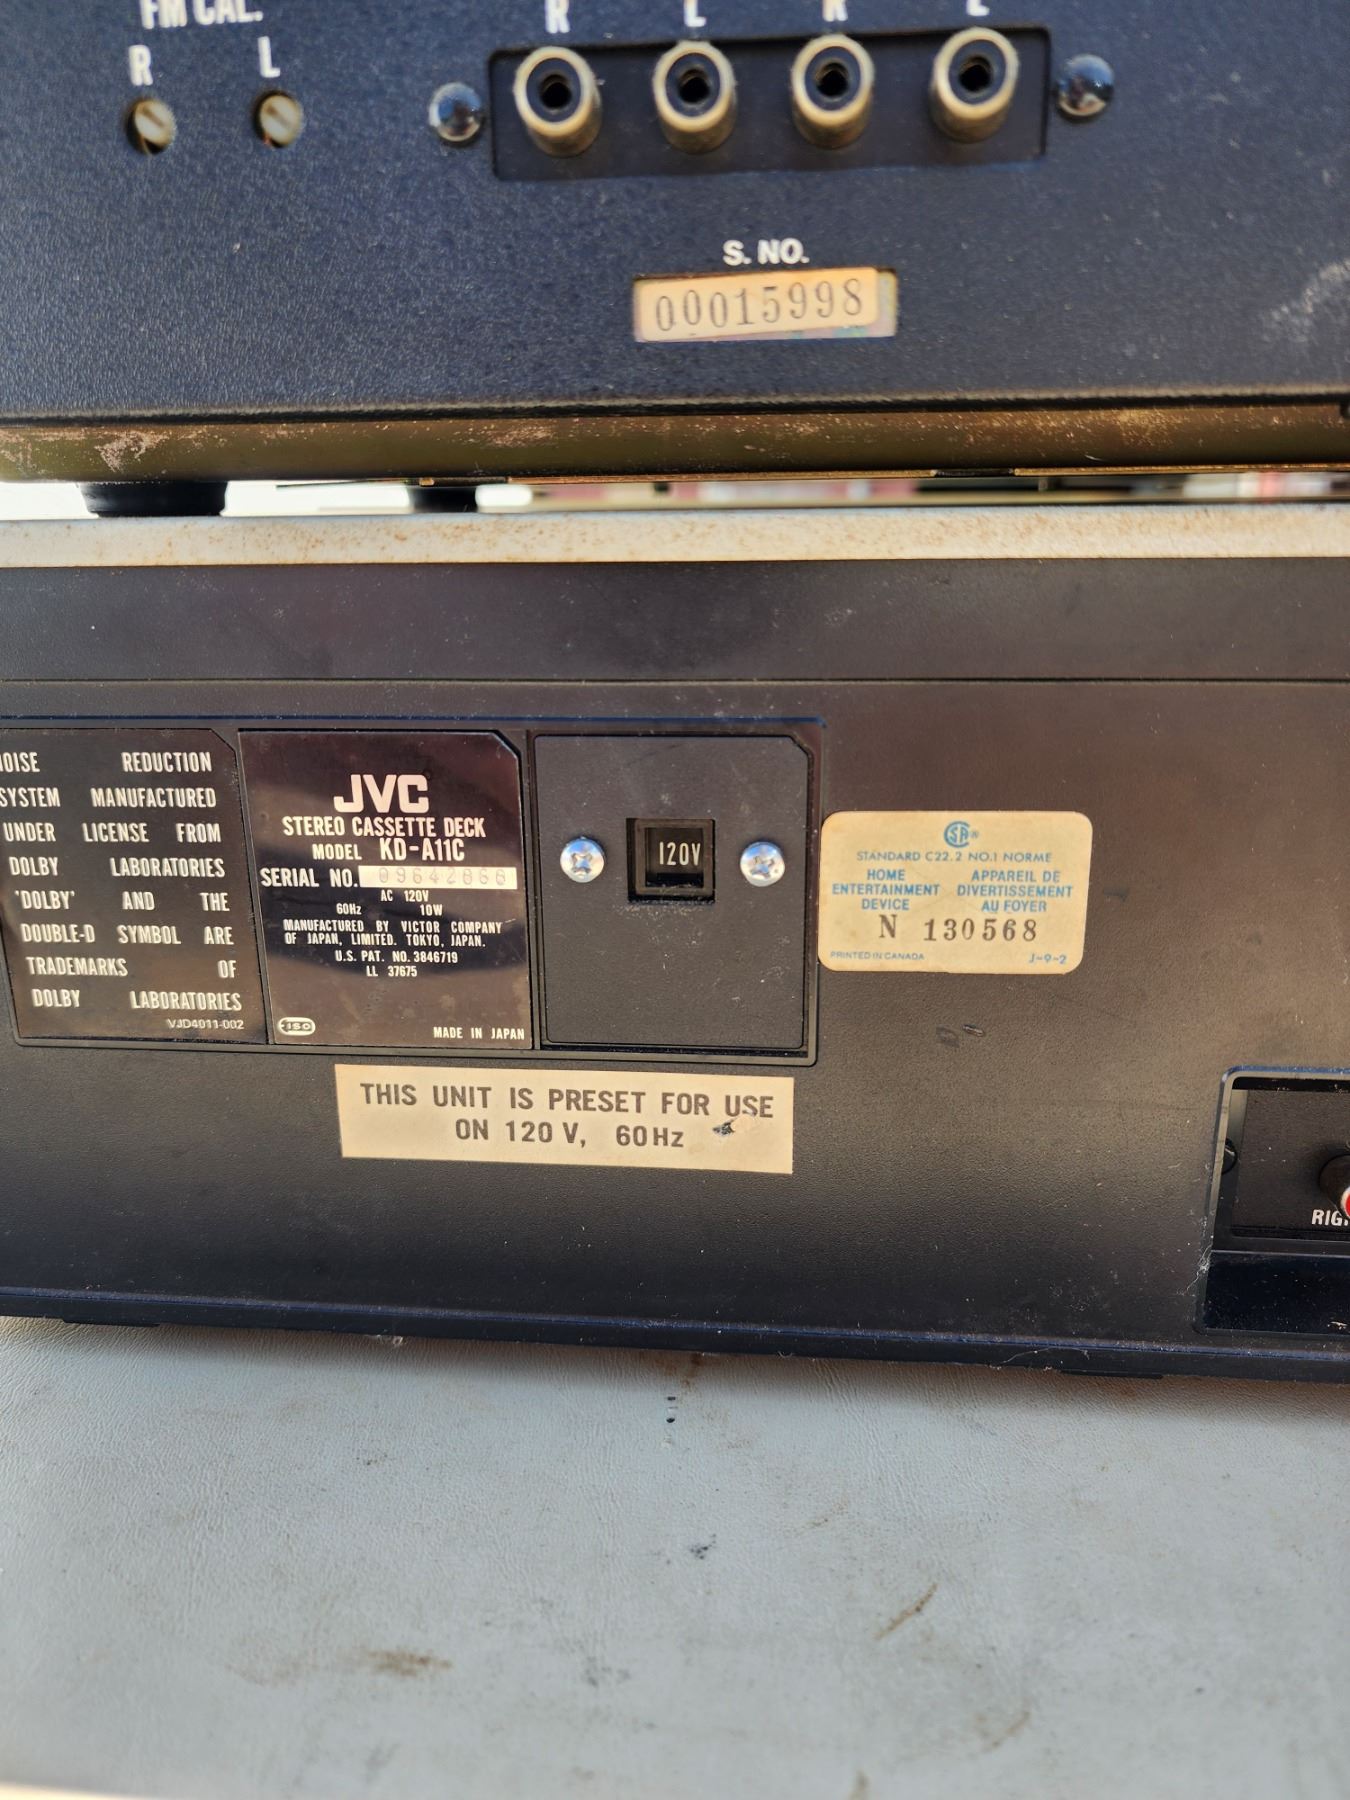 FM CAL.
R L
R L R L
S. NO.
00015998
NOISE REDUCTION
SYSTEM MANUFACTURED
UNDER LICENSE FROM
DOLBY LABORATORIES
'DOLBY' AND THE
DOUBLE-D SYMBOL ARE
TRADEMARKS OF
DOLBY LABORATORIES
VJD4011-002
JVC
STEREO CASSETTE DECK
MODEL KD-A11C
SERIAL NO. 09642866
AC 120V
60Hz 10W
MANUFACTURED BY VICTOR COMPANY
OF JAPAN, LIMITED. TOKYO, JAPAN.
U.S. PAT. NO. 3846719
LL 37675
ISO
MADE IN JAPAN
120V
THIS UNIT IS PRESET FOR USE
ON 120 V, 60Hz
SA ®
STANDARD C22.2 NO.1 NORME
HOME APPAREIL DE
ENTERTAINMENT DIVERTISSEMENT
DEVICE AU FOYER
N 130568
PRINTED IN CANADA J-9-2